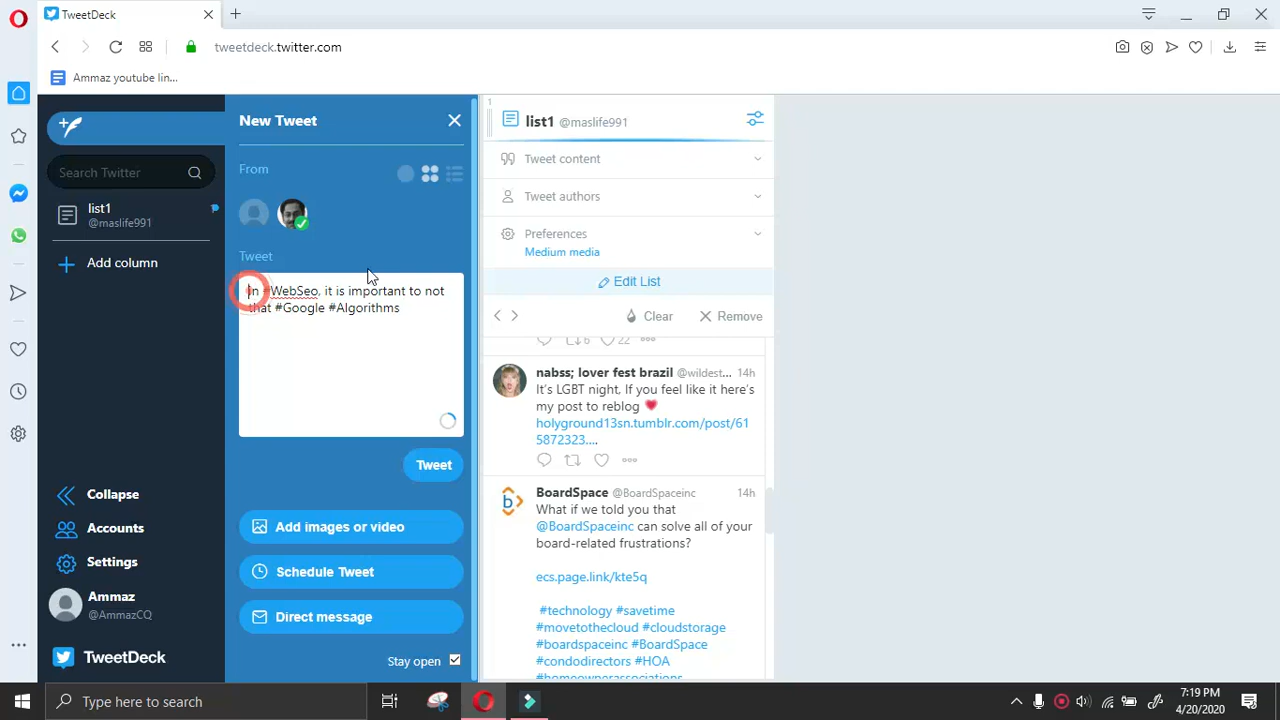 TweetDeck
tweetdeck.twitter.com
Ammaz youtube lin...
New Tweet
Search Twitter
list1
@maslife991
Add column
Collapse
Accounts
Settings
Ammaz
@AmmazCQ
TweetDeck
From
Tweet
In #WebSeo, it is important to not
that #Google #Algorithms
Tweet
Add images or video
Schedule Tweet
Direct message
Stay open
1
list1 @maslife991
Tweet content
Tweet authors
Preferences
Medium media
Edit List
Clear
Remove
6
22
nabss; lover fest brazil @wildest... 14h
It's LGBT night, If you feel like it here's
my post to reblog
holyground13sn.tumblr.com/post/61
5872323....
BoardSpace @BoardSpaceinc 14h
What if we told you that
@BoardSpaceinc can solve all of your
board-related frustrations?
ecs.page.link/kte5q
#technology #savetime
#movetothecloud #cloudstorage
#boardspaceinc #BoardSpace
#condodirectors #HOA
#homeownerassociations
Type here to search
7:19 PM
4/20/2020